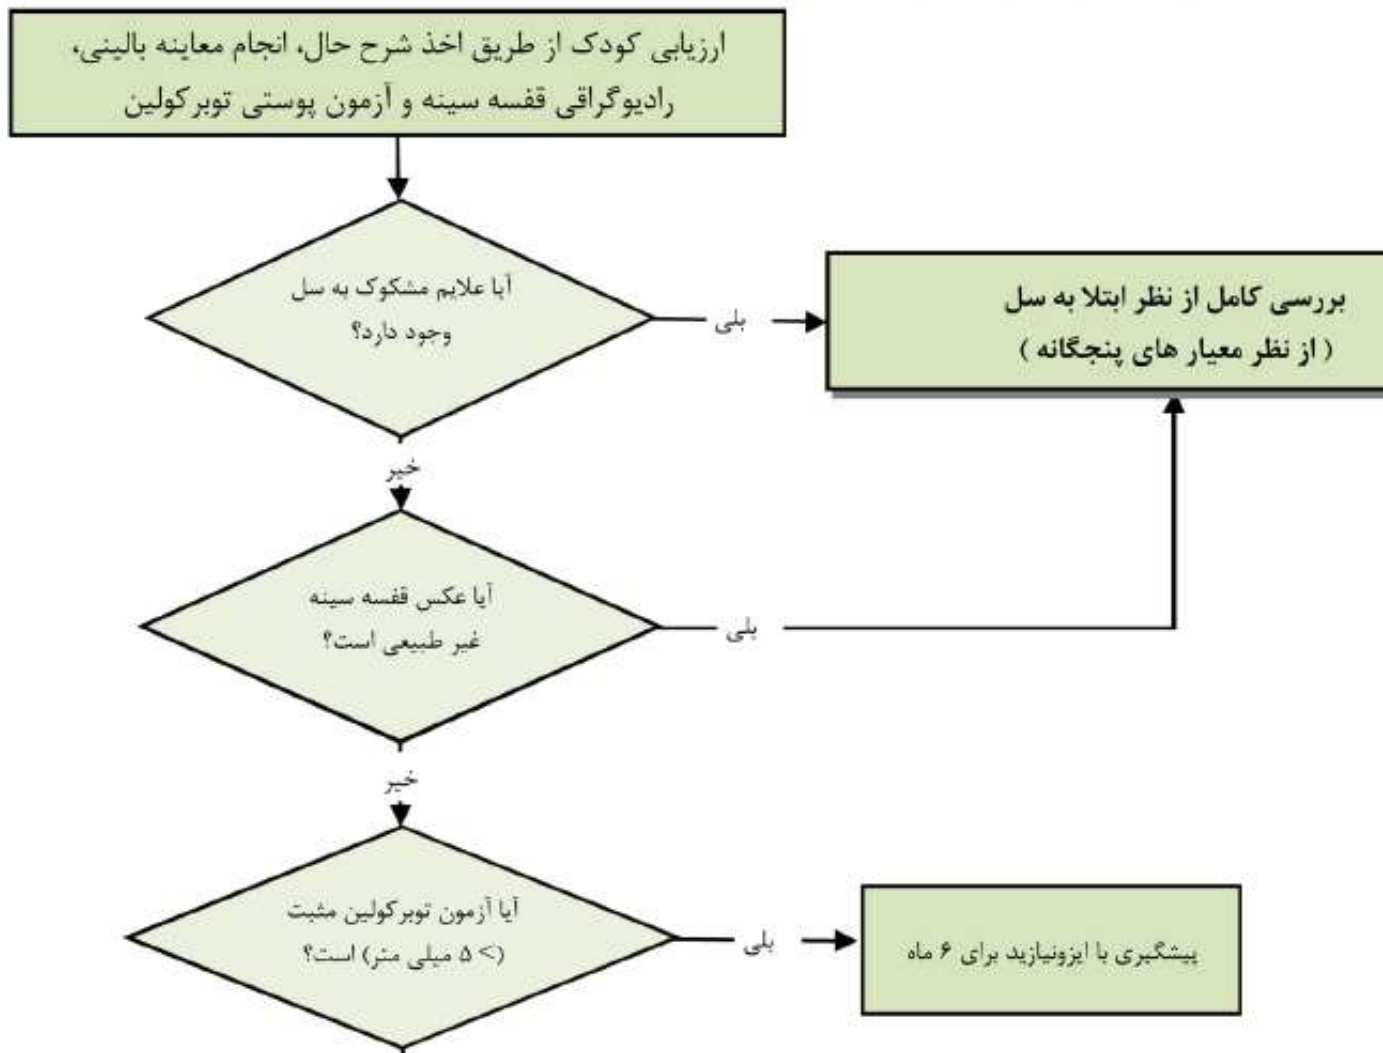 ارزیابی کودک از طریق اخذ شرح حال، انجام معاینه بالینی،
رادیوگراقی قفسه سینه و آزمون پوستی توبرکولین
آیا علایم مشکوک به سل
وجود دارد؟
بلی
بررسی کامل از نظر ابتلا به سل
( از نظر معیار های پنجگانه )
خیر
آیا عکس قفسه سینه
غیر طبیعی است؟
بلی
خیر
آیا آزمون توبرکولین مثبت
(> ۵ میلی متر) است؟
بلی
پیشگیری با ایزونیازید برای ۶ ماه